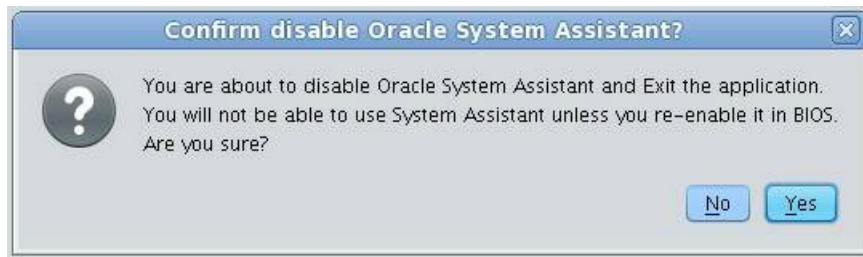 Confirm disable Oracle System Assistant?
You are about to disable Oracle System Assistant and Exit the application.
You will not be able to use System Assistant unless you re-enable it in BIOS.
Are you sure?
No Yes